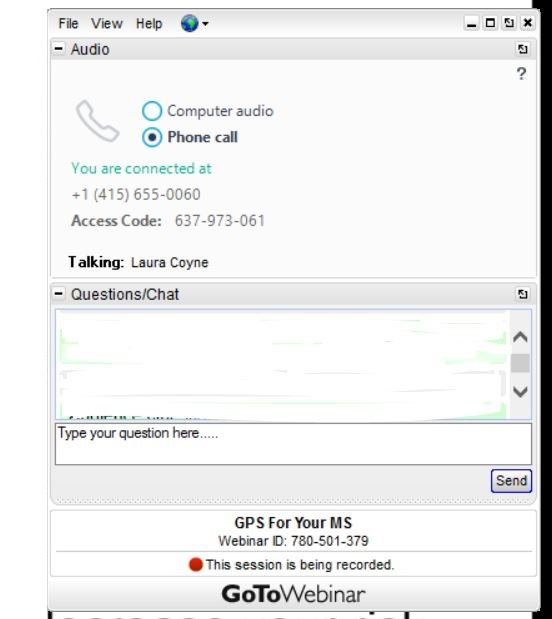 File View Help
Audio
?
Computer audio
Phone call
You are connected at
+1 (415) 655-0060
Access Code: 637-973-061
Talking: Laura Coyne
Questions/Chat
Type your question here.....
Send
GPS For Your MS
Webinar ID: 780-501-379
This session is being recorded.
GoToWebinar